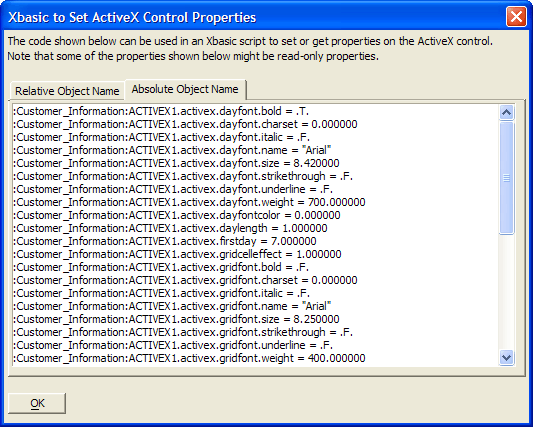 Xbasic to Set ActiveX Control Properties
The code shown below can be used in an Xbasic script to set or get properties on the ActiveX control.
Note that some of the properties shown below might be read-only properties.
Relative Object Name
Absolute Object Name
:Customer_Information:ACTIVEX1.activex.dayfont.bold = .T.
:Customer_Information:ACTIVEX1.activex.dayfont.charset = 0.000000
:Customer_Information:ACTIVEX1.activex.dayfont.italic = .F.
:Customer_Information:ACTIVEX1.activex.dayfont.name = "Arial"
:Customer_Information:ACTIVEX1.activex.dayfont.size = 8.420000
:Customer_Information:ACTIVEX1.activex.dayfont.strikethrough = .F.
:Customer_Information:ACTIVEX1.activex.dayfont.underline = .F.
:Customer_Information:ACTIVEX1.activex.dayfont.weight = 700.000000
:Customer_Information:ACTIVEX1.activex.dayfontcolor = 0.000000
:Customer_Information:ACTIVEX1.activex.daylength = 1.000000
:Customer_Information:ACTIVEX1.activex.firstday = 7.000000
:Customer_Information:ACTIVEX1.activex.gridcelleffect = 1.000000
:Customer_Information:ACTIVEX1.activex.gridfont.bold = .F.
:Customer_Information:ACTIVEX1.activex.gridfont.charset = 0.000000
:Customer_Information:ACTIVEX1.activex.gridfont.italic = .F.
:Customer_Information:ACTIVEX1.activex.gridfont.name = "Arial"
:Customer_Information:ACTIVEX1.activex.gridfont.size = 8.250000
:Customer_Information:ACTIVEX1.activex.gridfont.strikethrough = .F.
:Customer_Information:ACTIVEX1.activex.gridfont.underline = .F.
:Customer_Information:ACTIVEX1.activex.gridfont.weight = 400.000000
OK